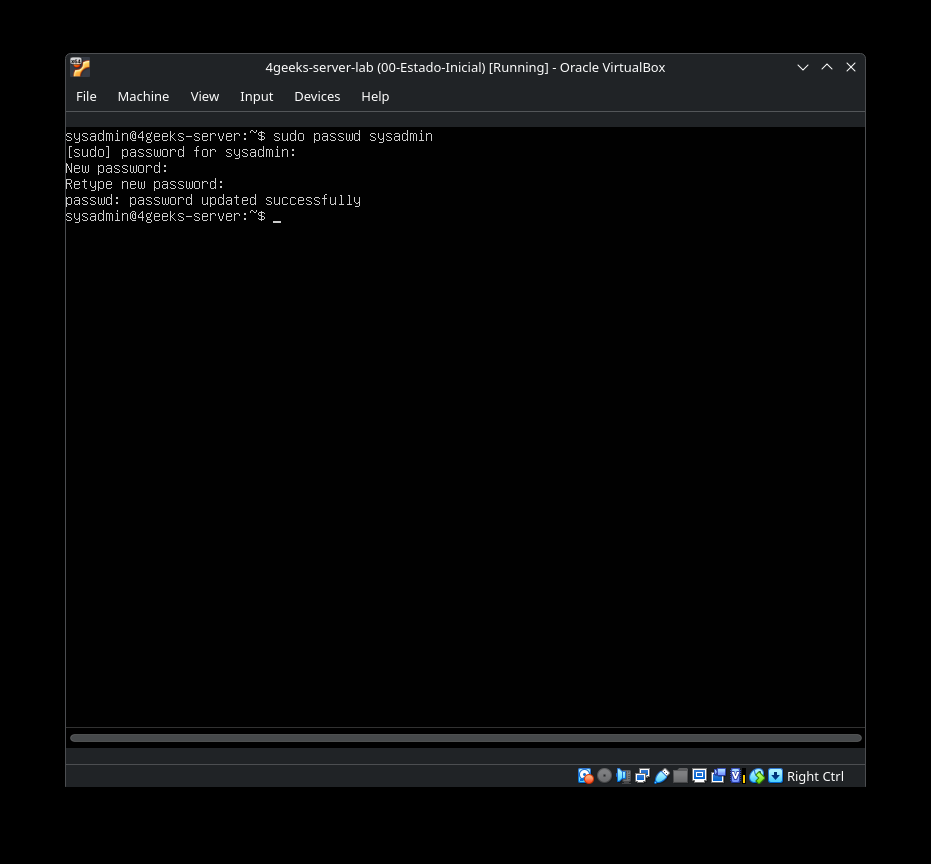 4geeks-server-lab (00-Estado-Inicial) [Running] - Oracle VirtualBox
File Machine View Input Devices Help
sysadmin@4geeks-server:~$ sudo passwd sysadmin
[sudo] password for sysadmin:
New password:
Retype new password:
passwd: password updated successfully
sysadmin@4geeks-server:~$ _
Right Ctrl